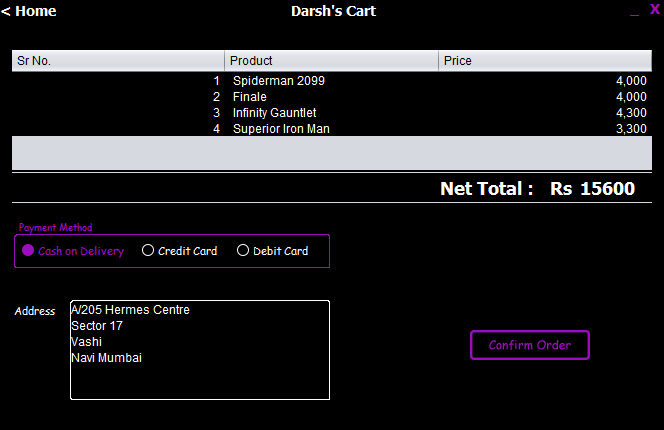 < Home Darsh's Cart _ X
Sr No. Product Price
1 Spiderman 2099 4,000
2 Finale 4,000
3 Infinity Gauntlet 4,300
4 Superior Iron Man 3,300
Net Total : Rs 15600
Payment Method
Cash on Delivery Credit Card Debit Card
Address
A/205 Hermes Centre
Sector 17
Vashi
Navi Mumbai
Confirm Order